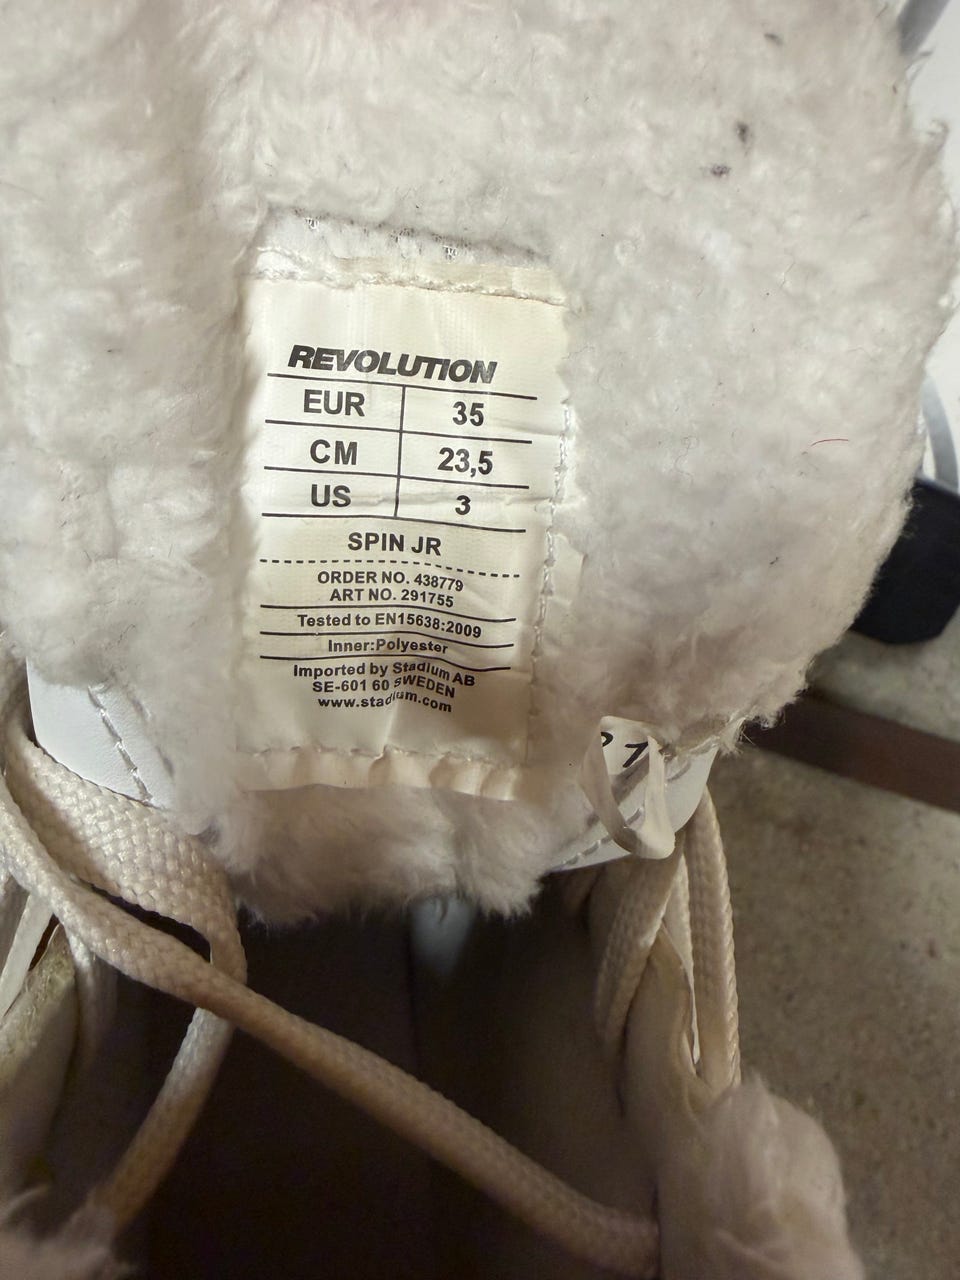 REVOLUTION
EUR 35
CM 23,5
US 3
SPIN JR
ORDER NO. 438779
ART NO. 291755
Tested to EN15638:2009
Inner:Polyester
Imported by Stadium AB
SE-601 60 SWEDEN
www.stadium.com